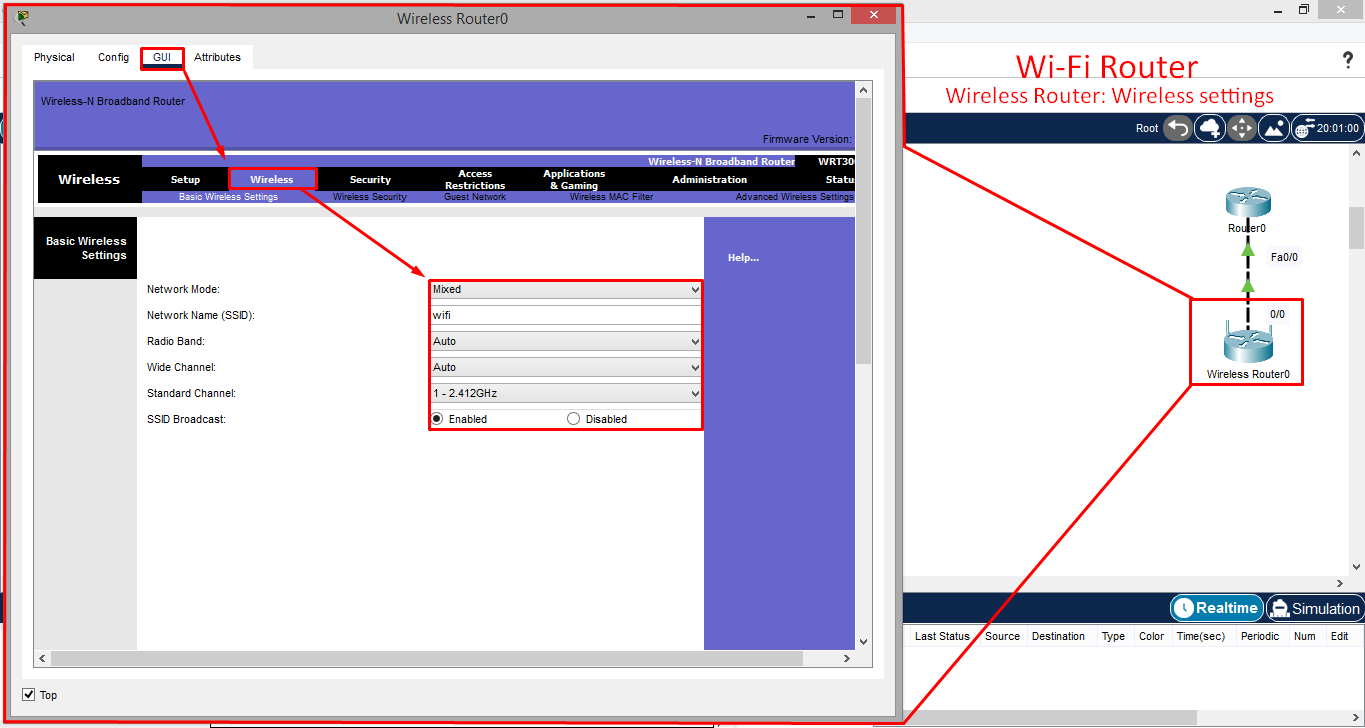 Wireless Router0
Physical Config GUI Attributes
Wi-Fi Router
?
Wireless Router: Wireless settings
Wireless-N Broadband Router
Firmware Version:
Root 20:01:00
Wireless-N Broadband Router WRT300
Wireless
Setup Wireless Security Access Restrictions Applications & Gaming Administration Status
Basic Wireless Settings Wireless Security Guest Network Wireless MAC Filter Advanced Wireless Settings
Basic Wireless
Settings
Help...
Network Mode: Mixed
Network Name (SSID): wifi
Radio Band: Auto
Wide Channel: Auto
Standard Channel: 1 - 2.412GHz
SSID Broadcast: Enabled Disabled
Router0
Fa0/0
0/0
Wireless Router0
Realtime Simulation
Last Status Source Destination Type Color Time(sec) Periodic Num Edit
Top